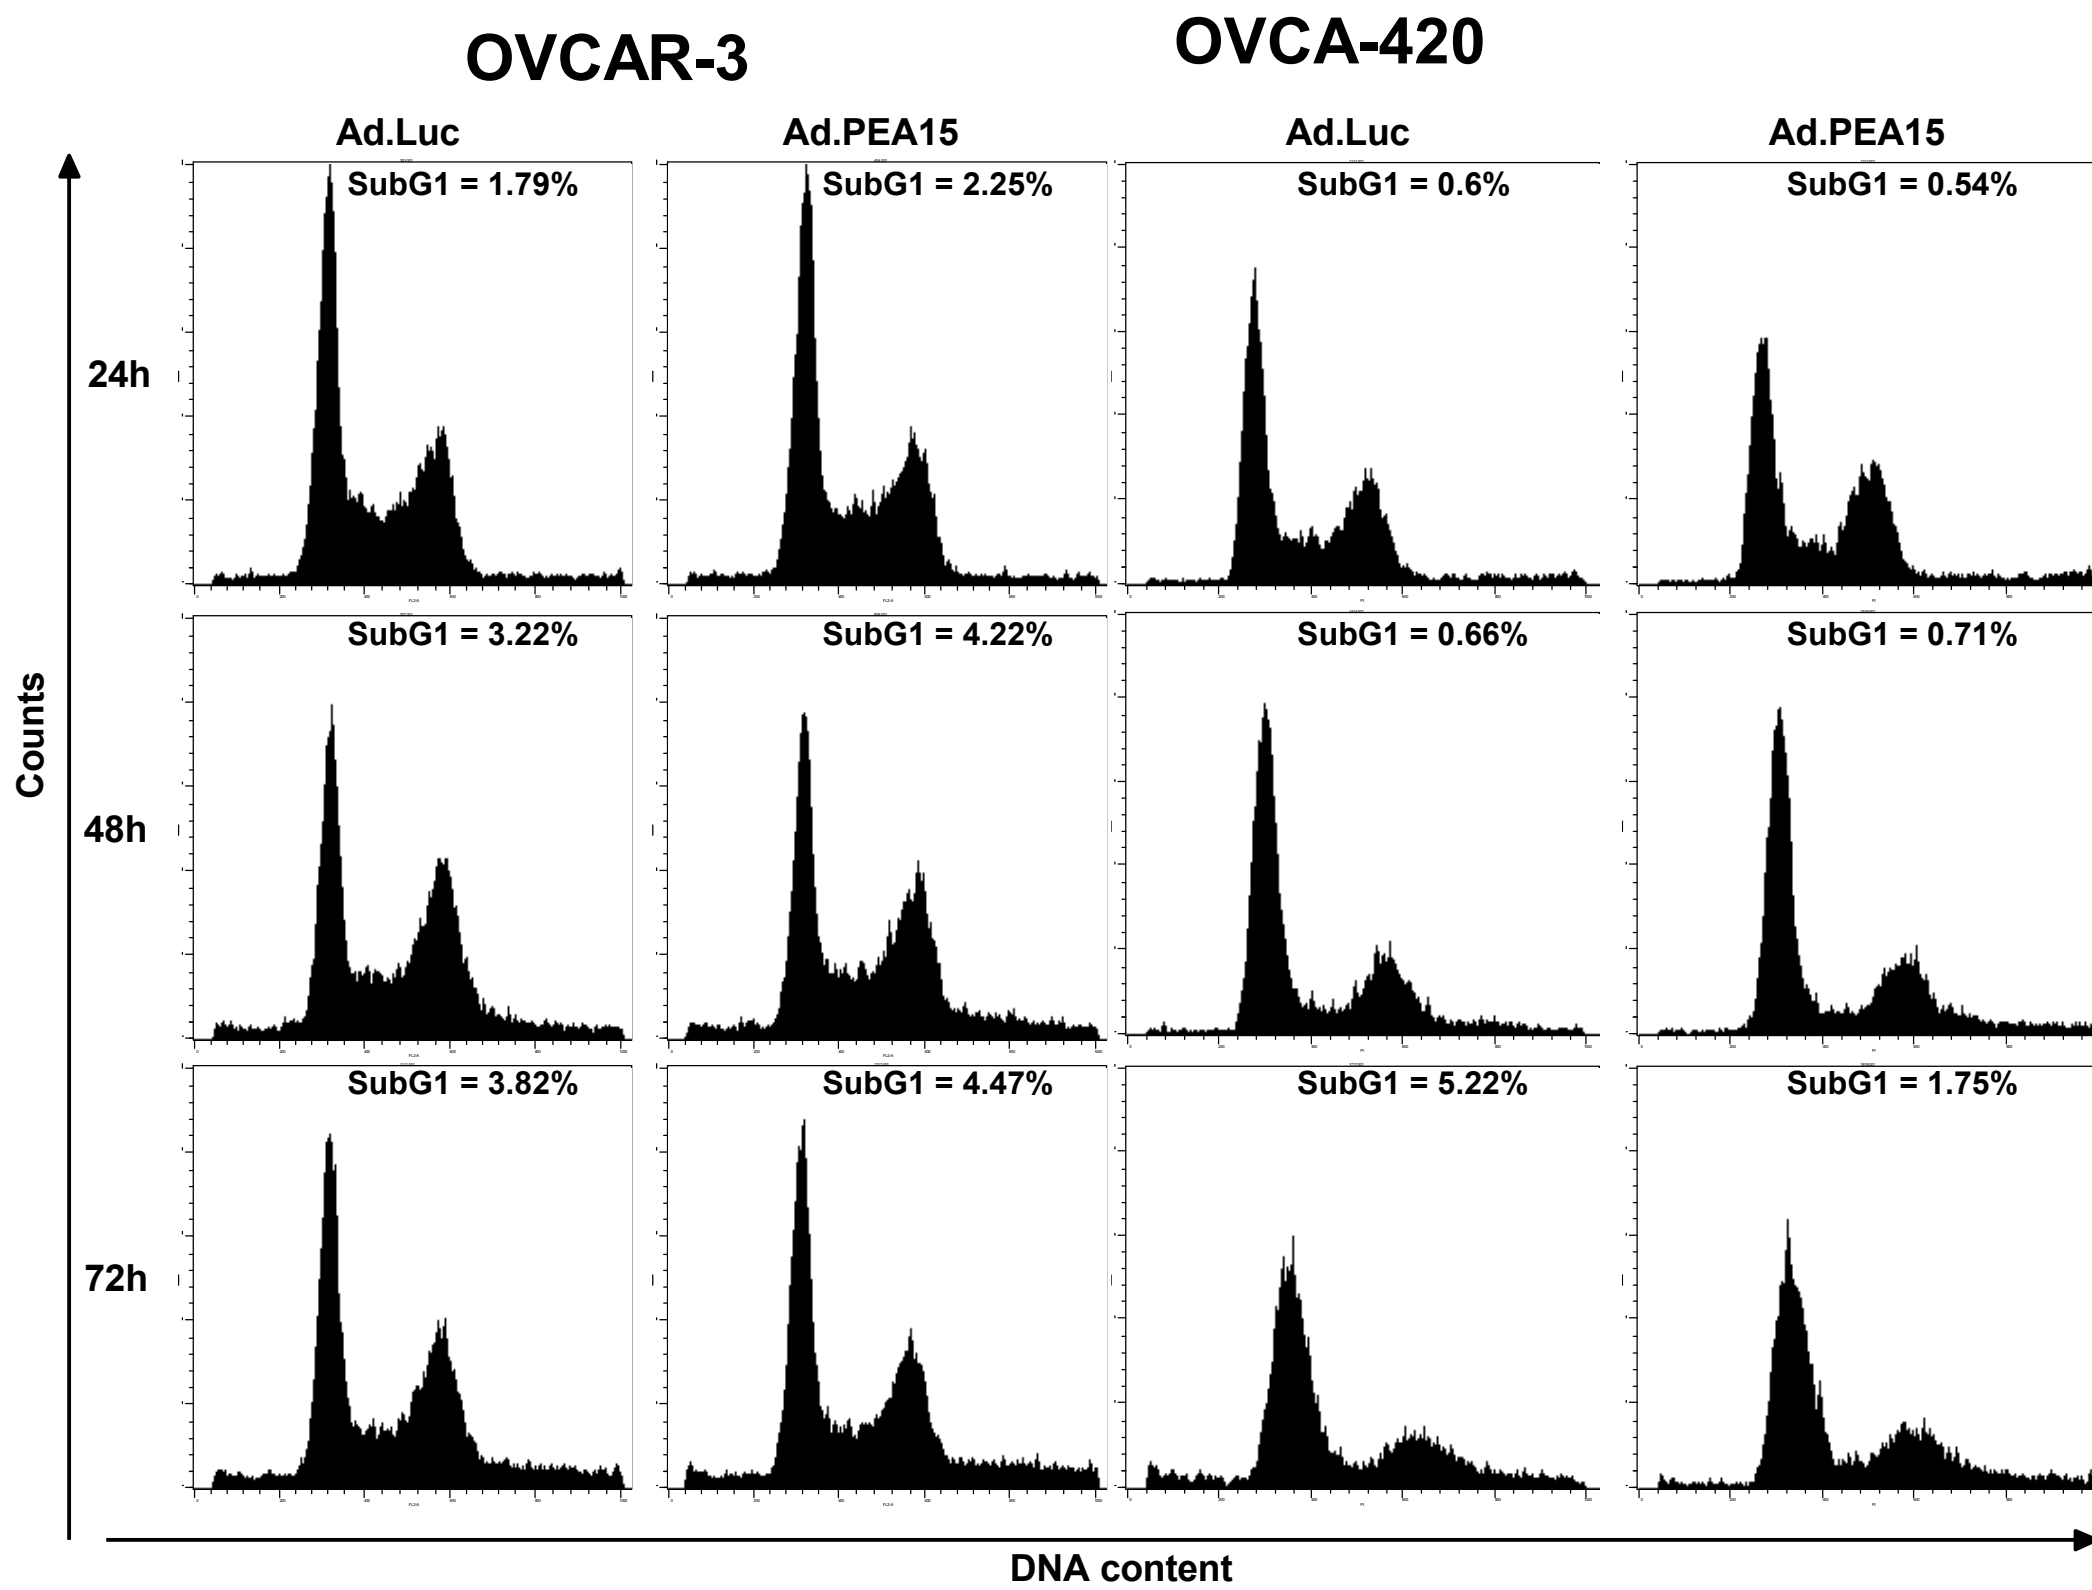 OVCAR-3 OVCA-420
Ad.Luc Ad.PEA15 Ad.Luc Ad.PEA15
SubG1 = 1.79% SubG1 = 2.25% SubG1 = 0.6% SubG1 = 0.54%
24h
SubG1 = 3.22% SubG1 = 4.22% SubG1 = 0.66% SubG1 = 0.71%
Counts
48h
SubG1 = 3.82% SubG1 = 4.47% SubG1 = 5.22% SubG1 = 1.75%
72h
DNA content